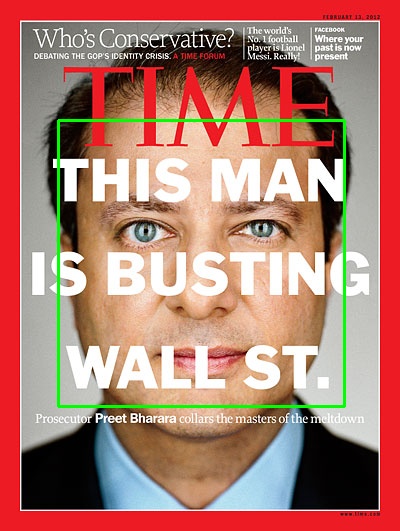 FEBRUARY 13, 2012
Who's Conservative?
DEBATING THE GOP'S IDENTITY CRISIS. A TIME FORUM
The world's
No. 1 football
player is Lionel
Messi. Really!
FACEBOOK
Where your
past is now
present
TIME
THIS MAN
IS BUSTING
WALL ST.
Prosecutor Preet Bharara collars the masters of the meltdown
www.time.com